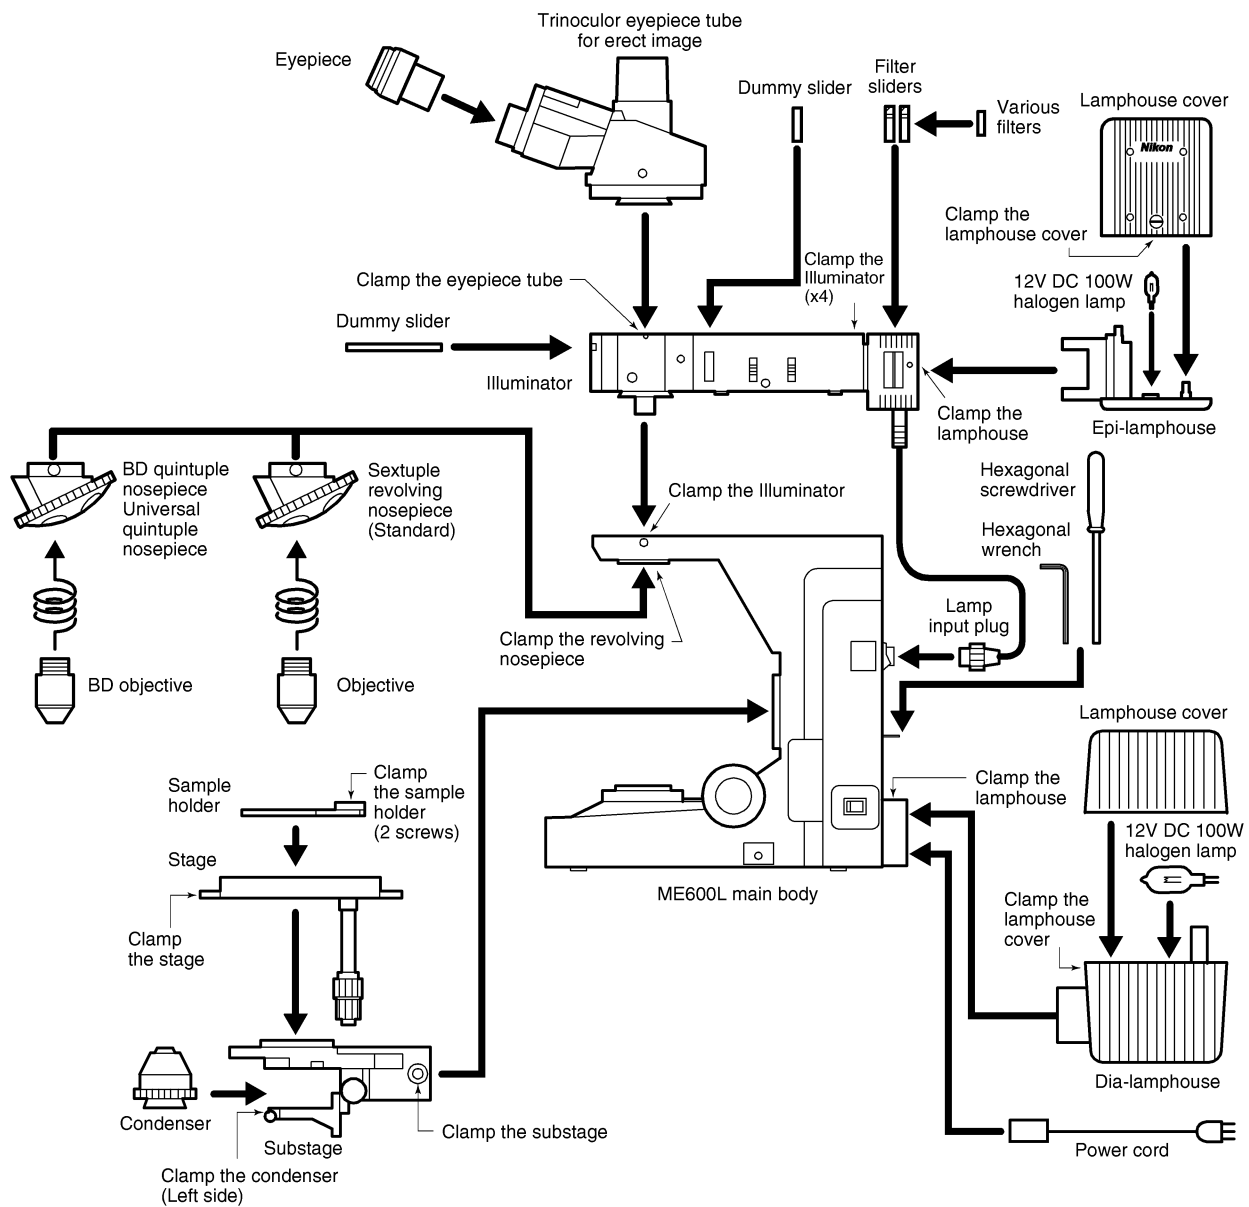 Trinoculor eyepiece tube
for erect image
Eyepiece
Dummy slider
Filter
sliders
Various
filters
Lamphouse cover
Nikon
Clamp the
lamphouse cover
12V DC 100W
halogen lamp
Clamp the eyepiece tube
Clamp the
Illuminator
(x4)
Dummy slider
Illuminator
Clamp the
lamphouse
Epi-lamphouse
BD quintuple
nosepiece
Universal
quintuple
nosepiece
Sextuple
revolving
nosepiece
(Standard)
Clamp the Illuminator
Hexagonal
screwdriver
Hexagonal
wrench
Clamp the revolving
nosepiece
Lamp
input plug
BD objective
Objective
Lamphouse cover
Sample
holder
Clamp
the sample
holder
(2 screws)
Clamp the
lamphouse
12V DC 100W
halogen lamp
Stage
ME600L main body
Clamp the
lamphouse
cover
Clamp
the stage
Dia-lamphouse
Condenser
Substage
Clamp the substage
Power cord
Clamp the condenser
(Left side)